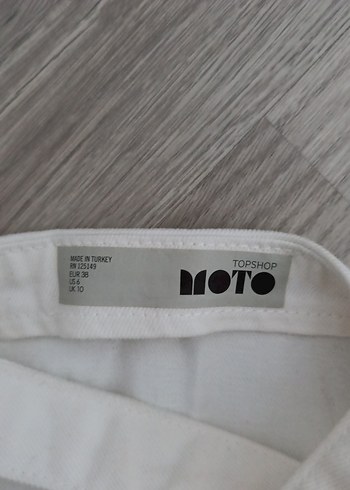 MADE IN TURKEY
RN 125149
EUR 38
US 6
UK 10
TOPSHOP
MOTO